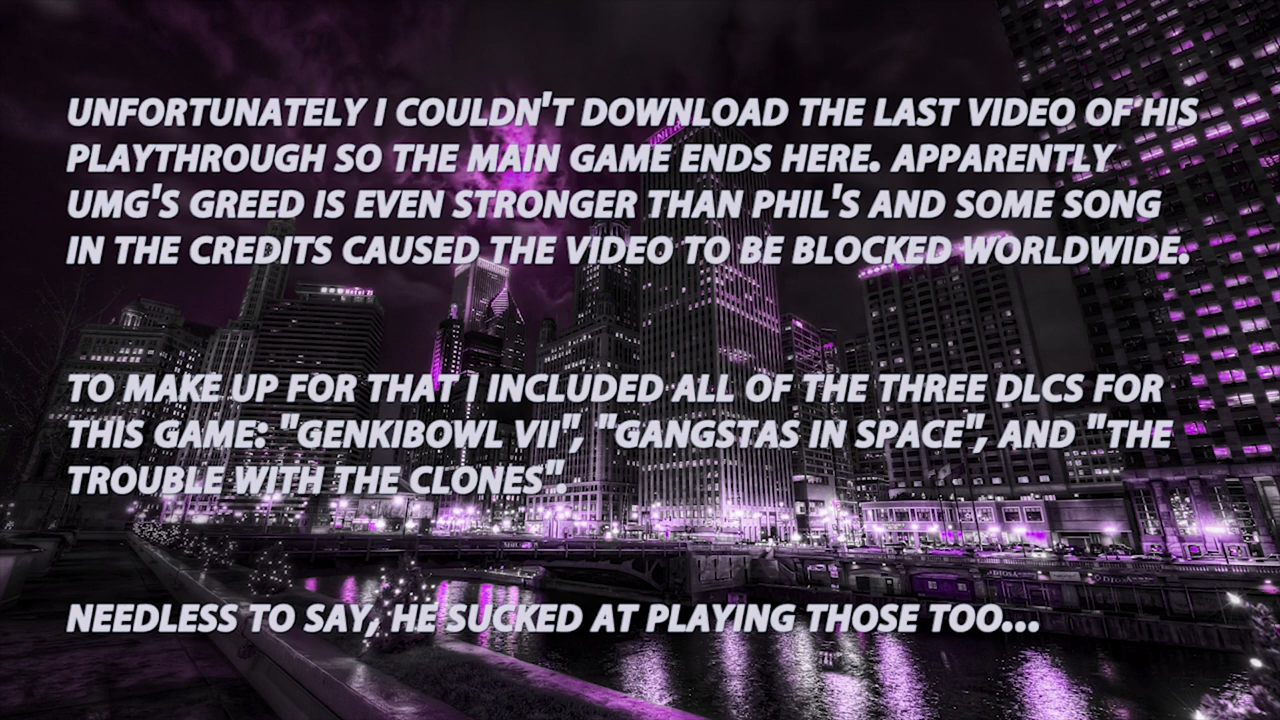 UNFORTUNATELY I COULDN'T DOWNLOAD THE LAST VIDEO OF HIS
PLAYTHROUGH SO THE MAIN GAME ENDS HERE. APPARENTLY
UMG'S GREED IS EVEN STRONGER THAN PHIL'S AND SOME SONG
IN THE CREDITS CAUSED THE VIDEO TO BE BLOCKED WORLDWIDE.
TO MAKE UP FOR THAT I INCLUDED ALL OF THE THREE DLCS FOR
THIS GAME: "GENKIBOWL VII", "GANGSTAS IN SPACE", AND "THE
TROUBLE WITH THE CLONES".
NEEDLESS TO SAY, HE SUCKED AT PLAYING THOSE TOO...